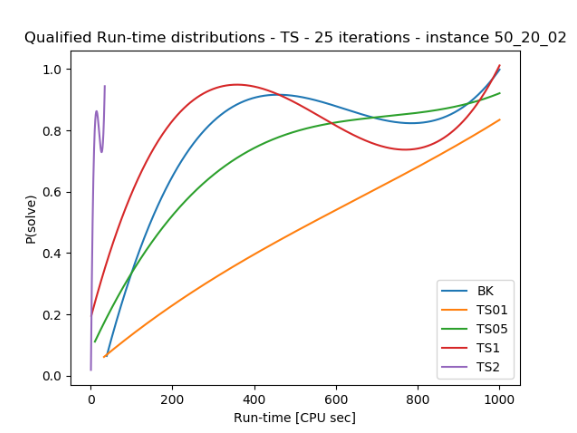 Qualified Run-time distributions - TS - 25 iterations - instance 50_20_02
P(solve)
1.0
0.8
0.6
0.4
0.2
0.0
BK
TS01
TS05
TS1
TS2
0 200 400 600 800 1000
Run-time [CPU sec]